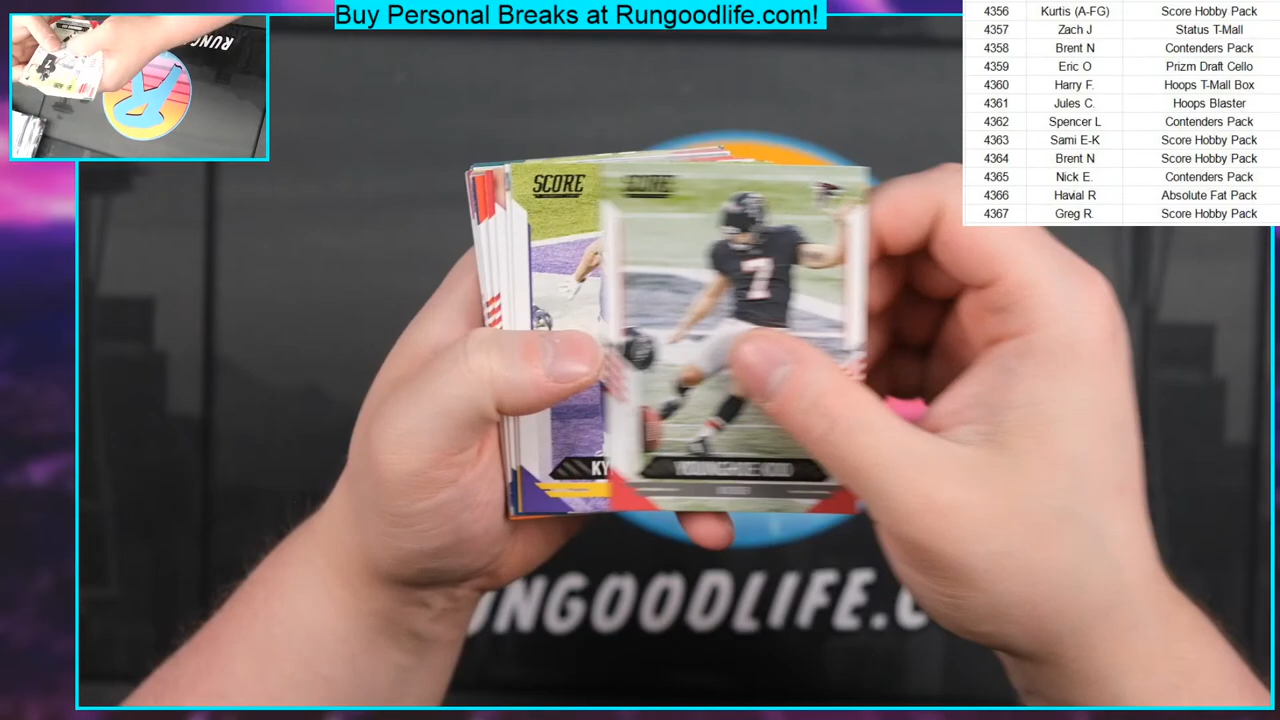 Buy Personal Breaks at Rungoodlife.com!
4356 Kurtis (A-FG) Score Hobby Pack
4357 Zach J Status T-Mall
4358 Brent N Contenders Pack
4359 Eric O Prizm Draft Cello
4360 Harry F. Hoops T-Mall Box
4361 Jules C. Hoops Blaster
4362 Spencer L Contenders Pack
4363 Sami E-K Score Hobby Pack
4364 Brent N Score Hobby Pack
4365 Nick E. Contenders Pack
4366 Havial R Absolute Fat Pack
4367 Greg R. Score Hobby Pack
SCORE SCORE
7
KY
YOUNGHOE KOO
UNGOODLIFE.C